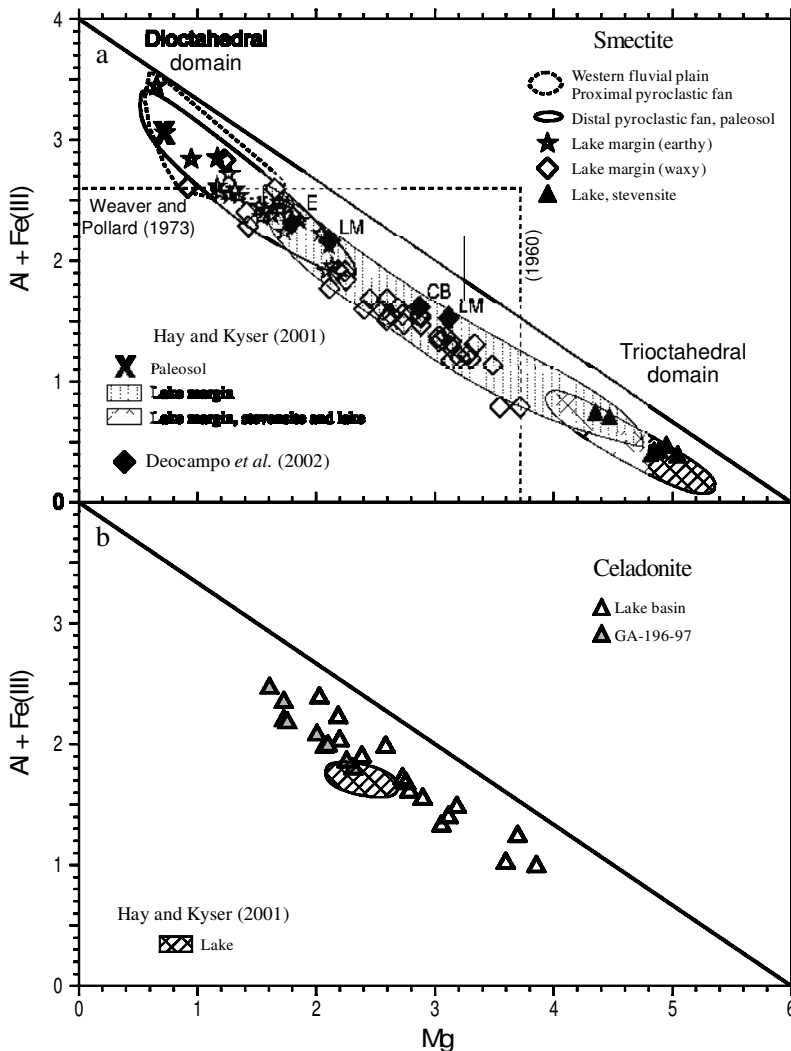 a
Dioctahedral
domain
Smectite
Western fluvial plain
Proximal pyroclastic fan
Distal pyroclastic fan, paleosol
Lake margin (earthy)
Lake margin (waxy)
Lake, stevensite
Weaver and
Pollard (1973)
(1960)
E
LM
CB
LM
Hay and Kyser (2001)
Paleosol
Lake margin
Lake margin, stevensite and lake
Deocampo et al. (2002)
Trioctahedral
domain
Al + Fe(III)
4
3
2
1
0
b
Celadonite
Lake basin
GA-196-97
Hay and Kyser (2001)
Lake
Al + Fe(III)
0
3
2
1
0
0 1 2 3 4 5 6
Mg